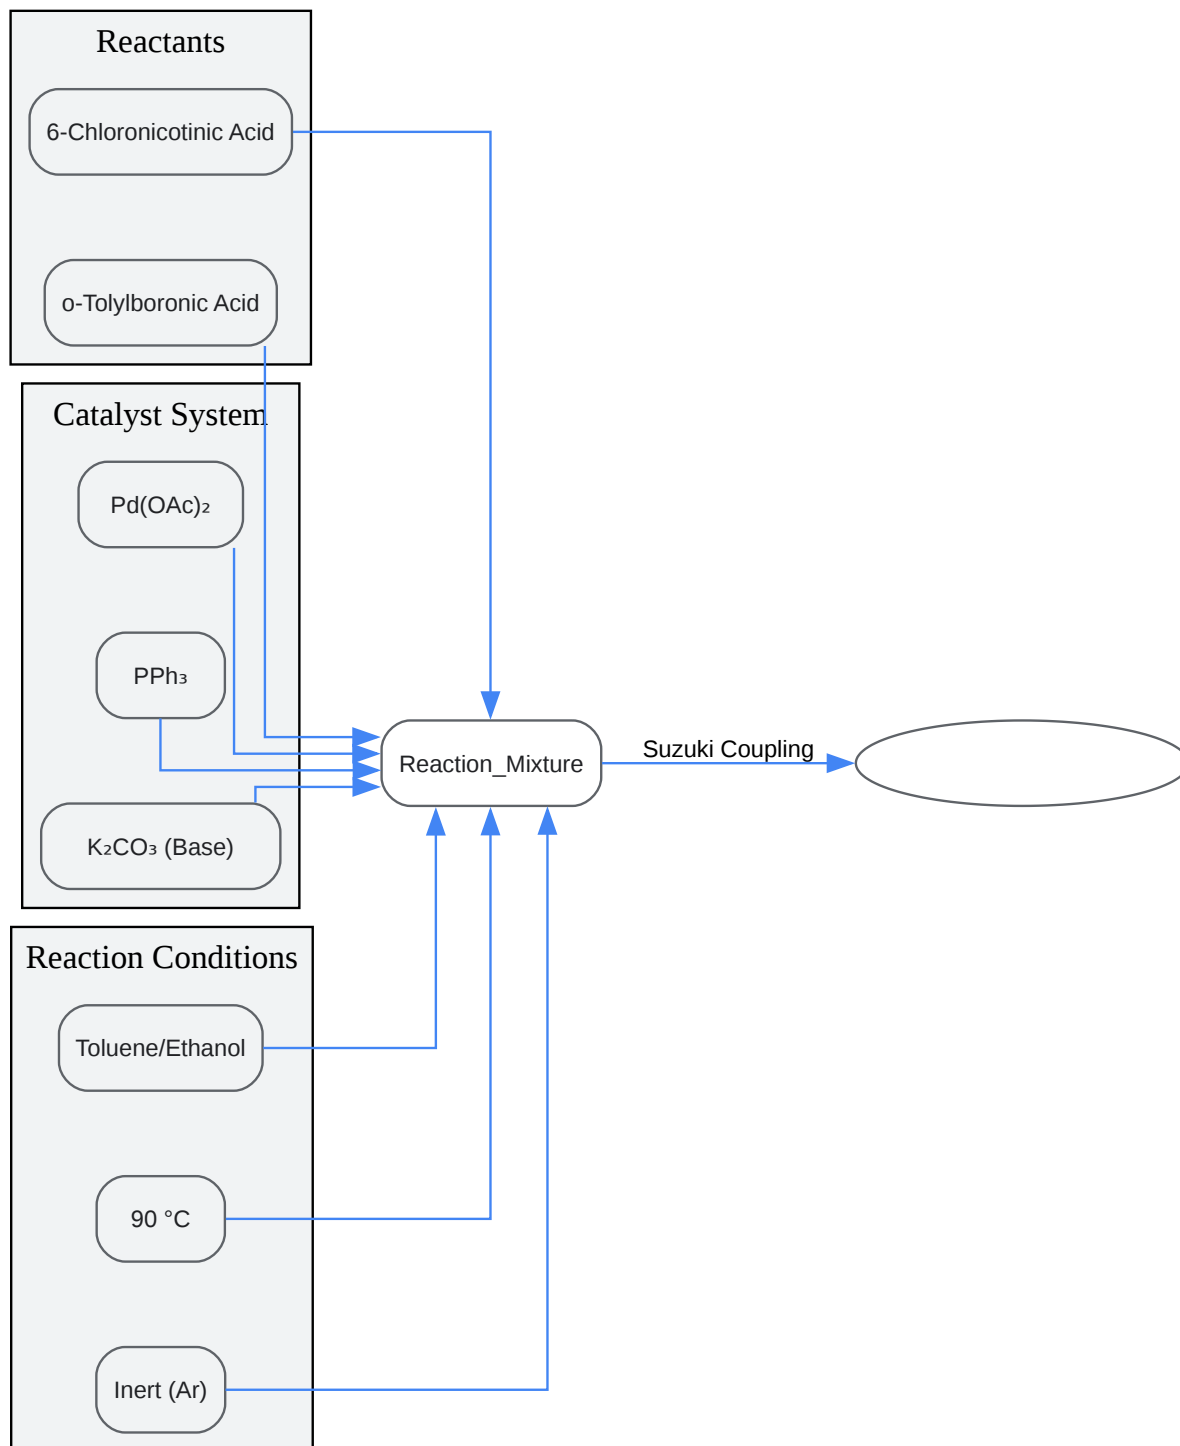 Reactants
6-Chloronicotinic Acid
o-Tolylboronic Acid
Catalyst System
Pd(OAc)₂
PPh₃
K₂CO₃ (Base)
Reaction_Mixture
Suzuki Coupling
Reaction Conditions
Toluene/Ethanol
90 °C
Inert (Ar)